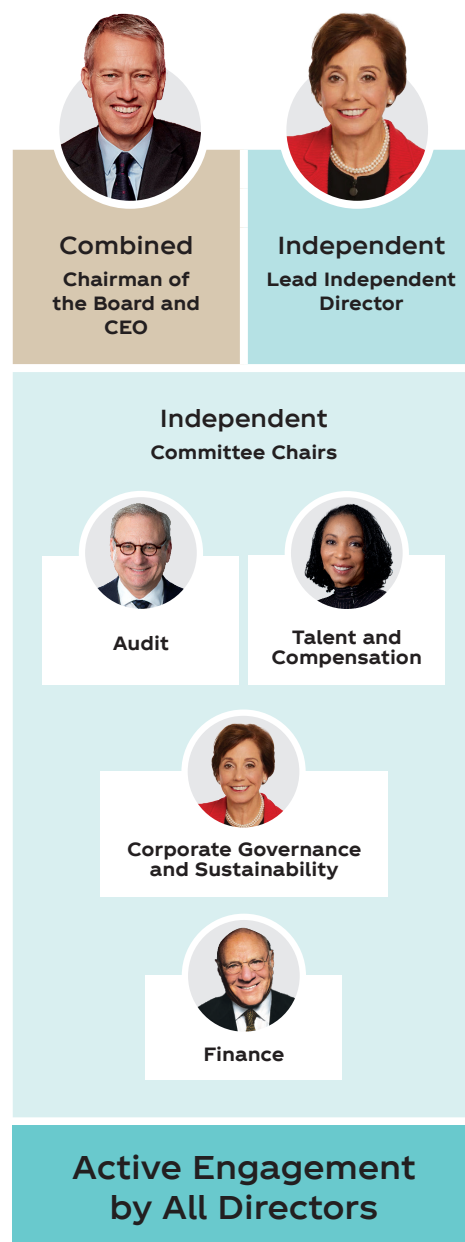 Combined
Chairman of
the Board and
CEO
Independent
Lead Independent
Director
Independent
Committee Chairs
Audit
Talent and
Compensation
Corporate Governance
and Sustainability
Finance
Active Engagement
by All Directors